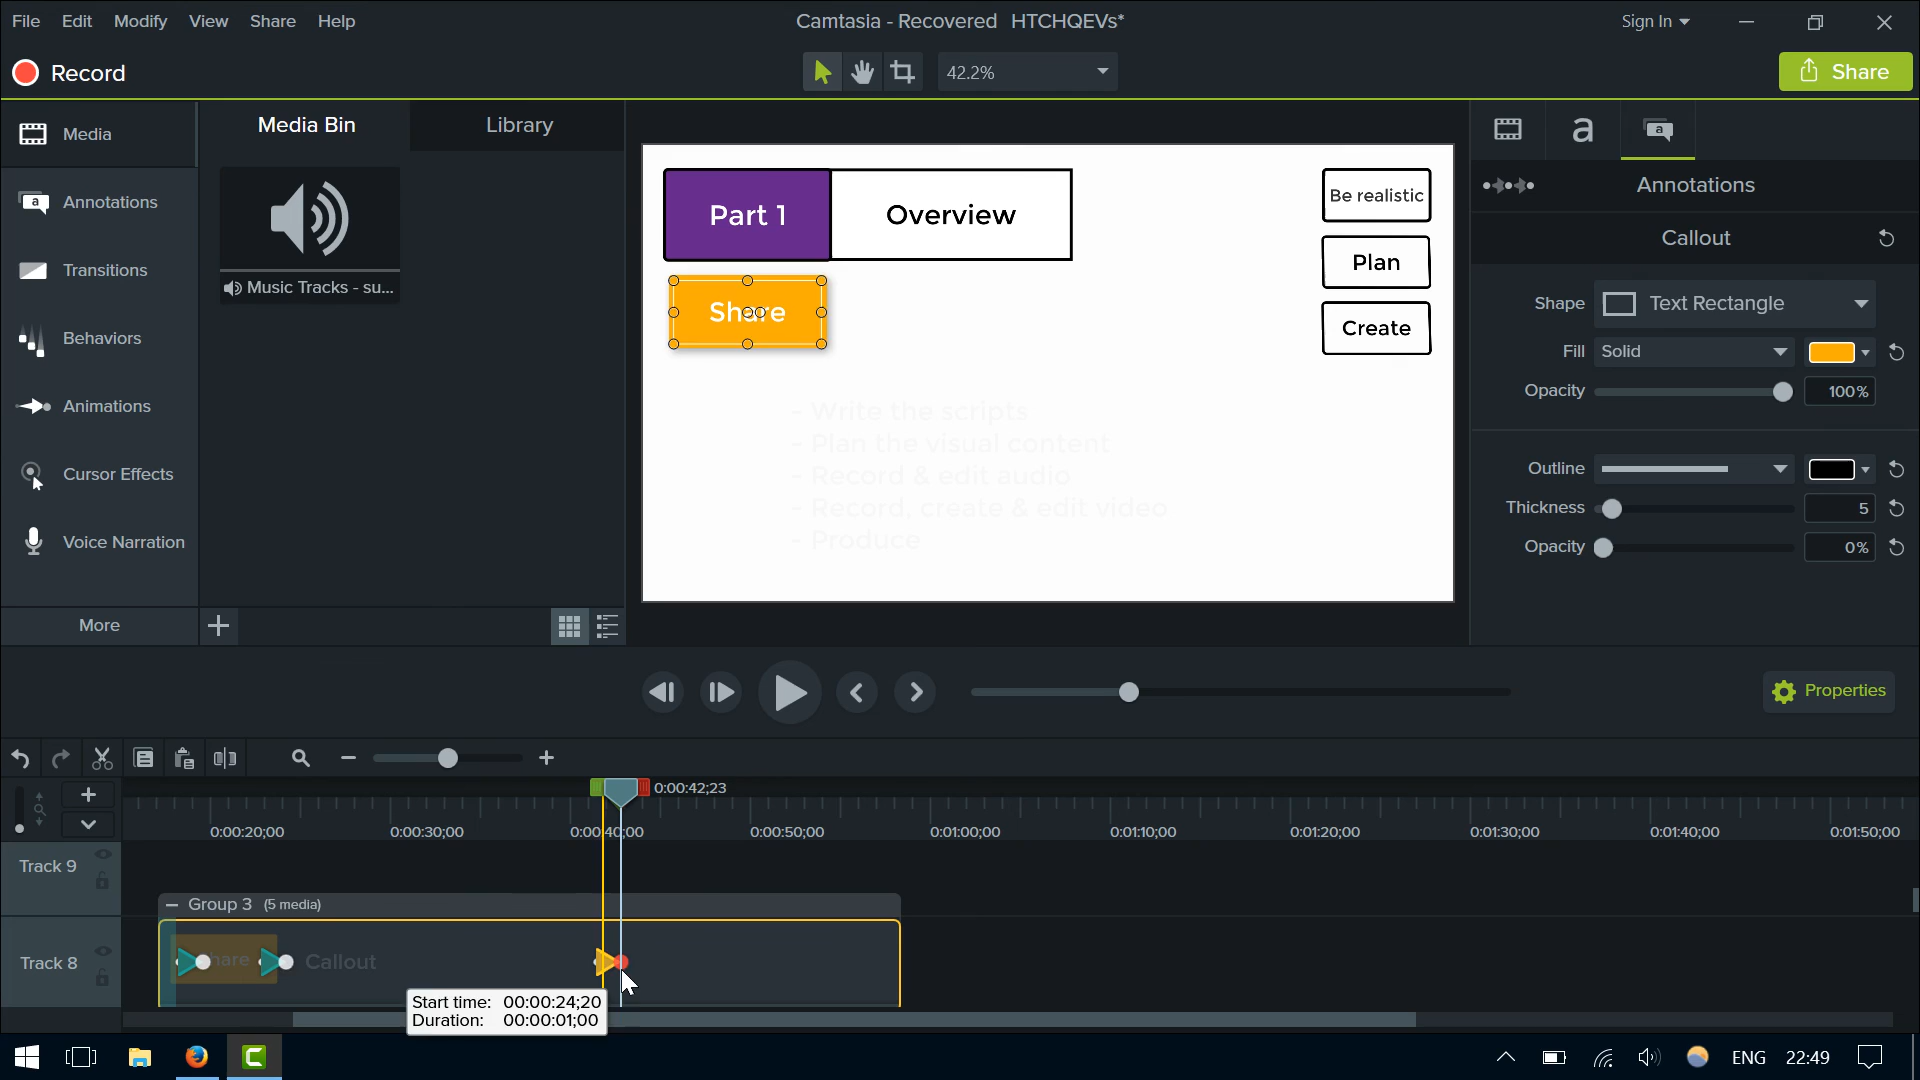 File Edit Modify View Share Help
Camtasia - Recovered HTCHQEVs*
Sign In
Record
42.2%
Share
Media
Annotations
Transitions
Behaviors
Animations
Cursor Effects
Voice Narration
More
Media Bin
Library
Music Tracks - su...
Part 1
Overview
Share
Be realistic
Plan
Create
- Write the scripts
- Plan the visual content
- Record & edit audio
- Record, create & edit video
- Produce
a
a
Annotations
Callout
Shape Text Rectangle
Fill Solid
Opacity 100%
Outline
Thickness 5
Opacity 0%
Properties
0:00:42;23
0:00:20;00 0:00:30;00 0:00:40;00 0:00:50;00 0:01:00;00 0:01:10;00 0:01:20;00 0:01:30;00 0:01:40;00 0:01:50;00
Track 9
Group 3 (5 media)
Track 8
Callout
Start time: 00:00:24;20
Duration: 00:00:01;00
ENG 22:49